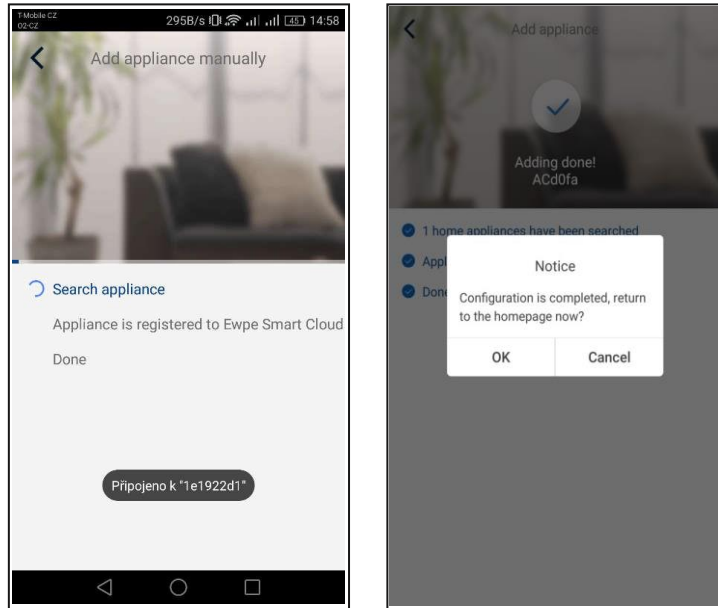 T-Mobile CZ
O2-CZ
295B/s 45 14:58
Add appliance manually
Search appliance
Appliance is registered to Ewpe Smart Cloud
Done
Připojeno k "1e1922d1"
Add appliance
Adding done!
ACd0fa
1 home appliances have been searched
Appl
Done
Notice
Configuration is completed, return
to the homepage now?
OK Cancel